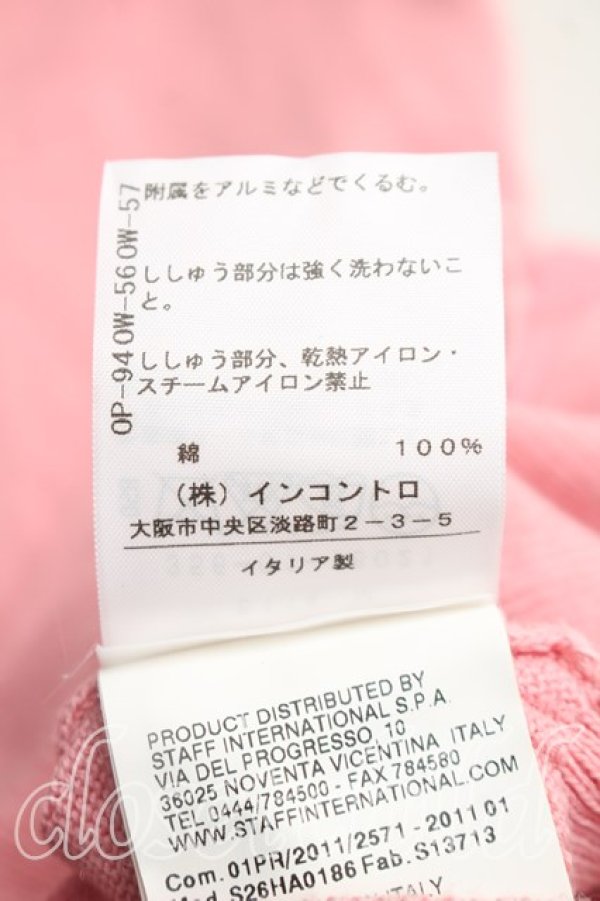 附属をアルミなどでくるむ。
OP-940W-560W-57
ししゅう部分は強く洗わないこ
と。
ししゅう部分、乾熱アイロン・
スチームアイロン禁止
綿 100%
(株)インコントロ
大阪市中央区淡路町2-3-5
イタリア製
PRODUCT DISTRIBUTED BY
STAFF INTERNATIONAL S.P.A.
VIA DEL PROGRESSO, 10
36025 NOVENTA VICENTINA, ITALY
TEL 0444/784500 - FAX 784580
WWW.STAFFINTERNATIONAL.COM
Com. 01PR/2011/2571 - 2011 01
Mod. S26HA0186 Fab. S13713
ITALY